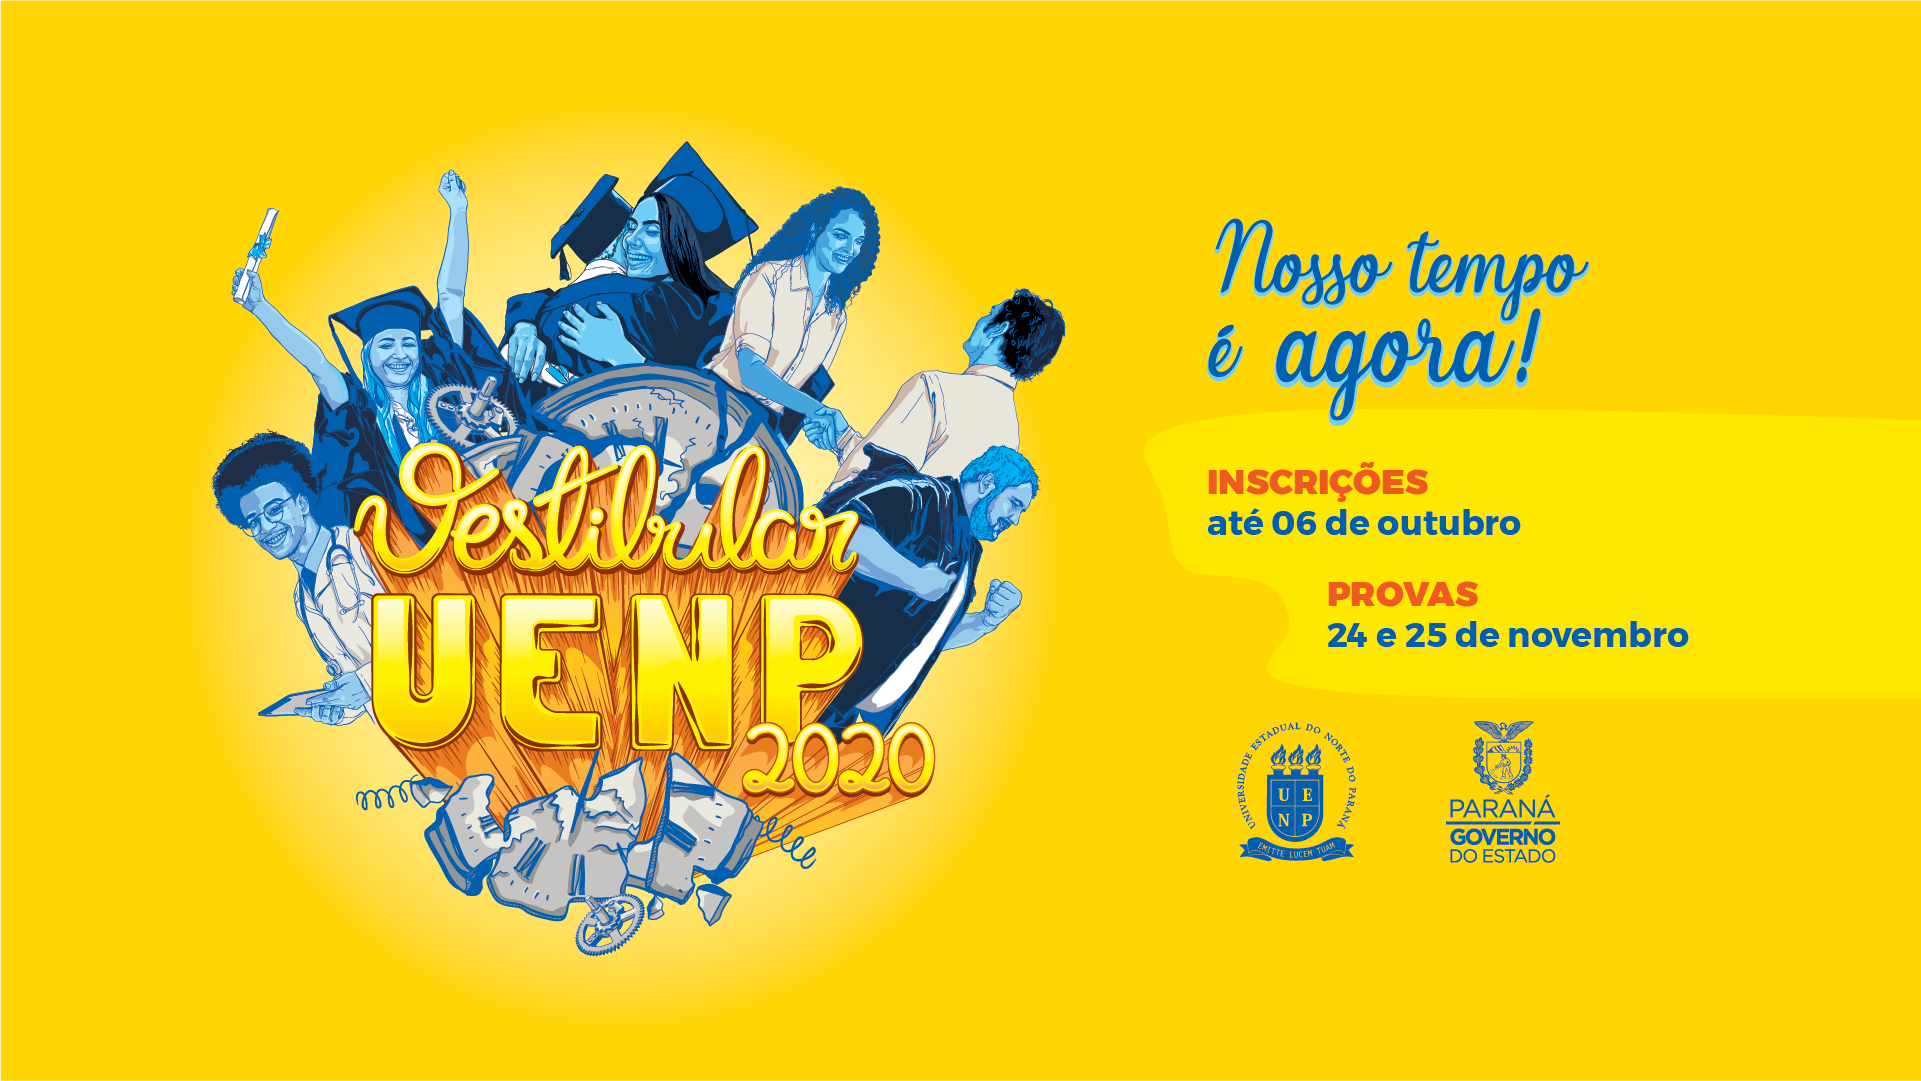 Vestibular
UENP
2020
Nosso tempo
é agora!
INSCRIÇÕES
até 06 de outubro
PROVAS
24 e 25 de novembro
UNIVERSIDADE ESTADUAL DO NORTE DO PARANÁ
U E
N P
EMITTE LUCEM TUAM
PARANÁ
GOVERNO
DO ESTADO